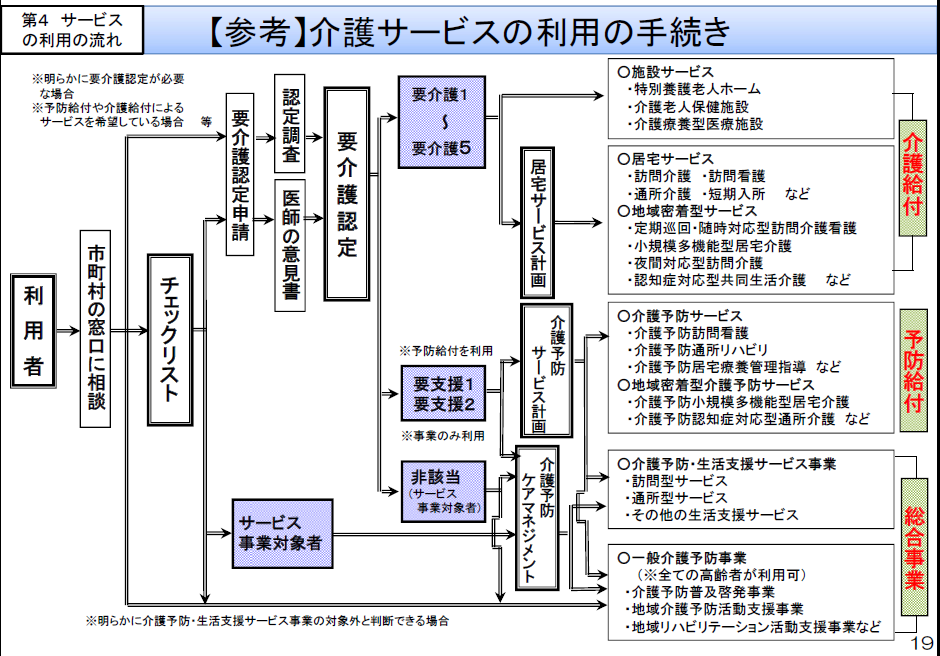 第4 サービス
の利用の流れ
【参考】介護サービスの利用の手続き
※明らかに要介護認定が必要
な場合
※予防給付や介護給付による
サービスを希望している場合 等
利用者
市町村の窓口に相談
チェックリスト
要介護認定申請
認定調査
医師の意見書
要介護認定
要介護1
~
要介護5
※予防給付を利用
要支援1
要支援2
※事業のみ利用
非該当
(サービス
事業対象者)
サービス
事業対象者
居宅サービス計画
介護予防
サービス計画
介護予防
ケアマネジメント
○施設サービス
・特別養護老人ホーム
・介護老人保健施設
・介護療養型医療施設
○居宅サービス
・訪問介護 ・訪問看護
・通所介護 ・短期入所 など
○地域密着型サービス
・定期巡回・随時対応型訪問介護看護
・小規模多機能型居宅介護
・夜間対応型訪問介護
・認知症対応型共同生活介護 など
介護給付
○介護予防サービス
・介護予防訪問看護
・介護予防通所リハビリ
・介護予防居宅療養管理指導 など
○地域密着型介護予防サービス
・介護予防小規模多機能型居宅介護
・介護予防認知症対応型通所介護 など
予防給付
○介護予防・生活支援サービス事業
・訪問型サービス
・通所型サービス
・その他の生活支援サービス
○一般介護予防事業
(※全ての高齢者が利用可)
・介護予防普及啓発事業
・地域介護予防活動支援事業
・地域リハビリテーション活動支援事業など
総合事業
※明らかに介護予防・生活支援サービス事業の対象外と判断できる場合
19